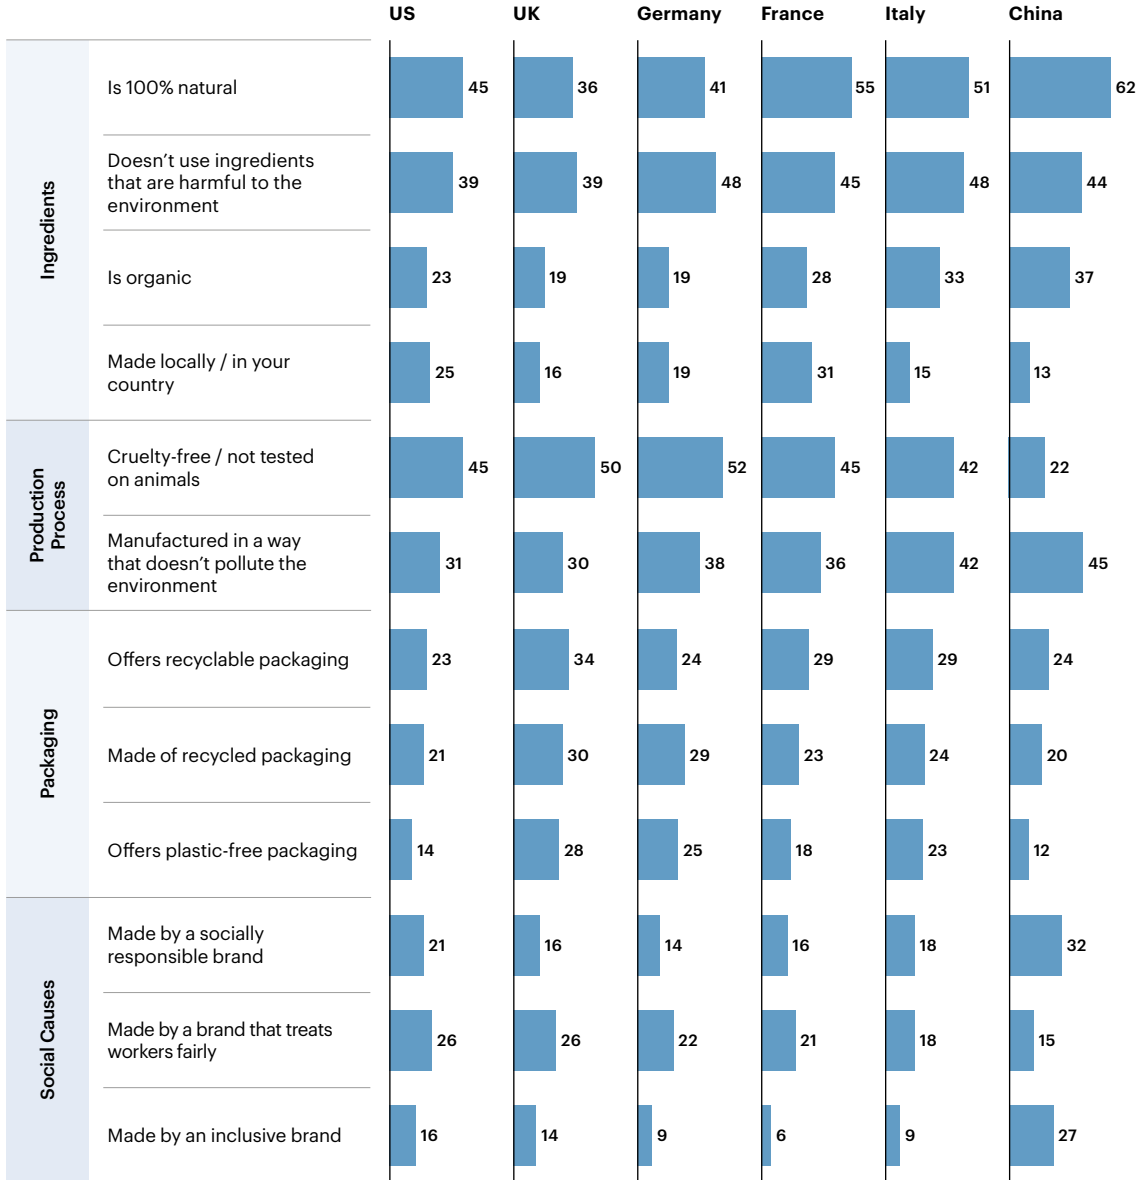 US UK Germany France Italy China
Ingredients
Is 100% natural
45 36 41 55 51 62
Doesn’t use ingredients
that are harmful to the
environment
39 39 48 45 48 44
Is organic
23 19 19 28 33 37
Made locally / in your
country
25 16 19 31 15 13
Production
Process
Cruelty-free / not tested
on animals
45 50 52 45 42 22
Manufactured in a way
that doesn’t pollute the
environment
31 30 38 36 42 45
Packaging
Offers recyclable packaging
23 34 24 29 29 24
Made of recycled packaging
21 30 29 23 24 20
Offers plastic-free packaging
14 28 25 18 23 12
Social Causes
Made by a socially
responsible brand
21 16 14 16 18 32
Made by a brand that treats
workers fairly
26 26 22 21 18 15
Made by an inclusive brand
16 14 9 6 9 27